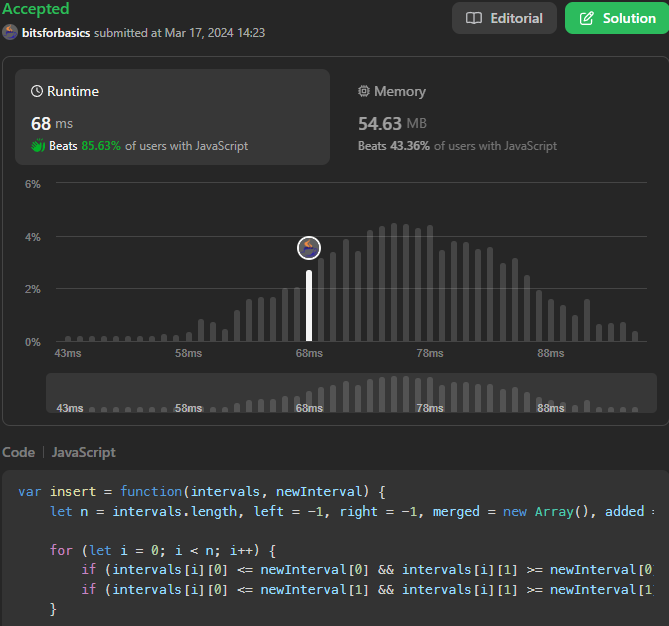 Accepted
Editorial
Solution
bitsforbasics submitted at Mar 17, 2024 14:23
Runtime
Memory
68 ms
54.63 MB
Beats 85.63% of users with JavaScript
Beats 43.36% of users with JavaScript
6%
4%
2%
0%
43ms 58ms 68ms 78ms 88ms
43ms 58ms 68ms 78ms 88ms
Code | JavaScript
var insert = function(intervals, newInterval) {
let n = intervals.length, left = -1, right = -1, merged = new Array(), added =
for (let i = 0; i < n; i++) {
if (intervals[i][0] <= newInterval[0] && intervals[i][1] >= newInterval[0
if (intervals[i][0] <= newInterval[1] && intervals[i][1] >= newInterval[1
}